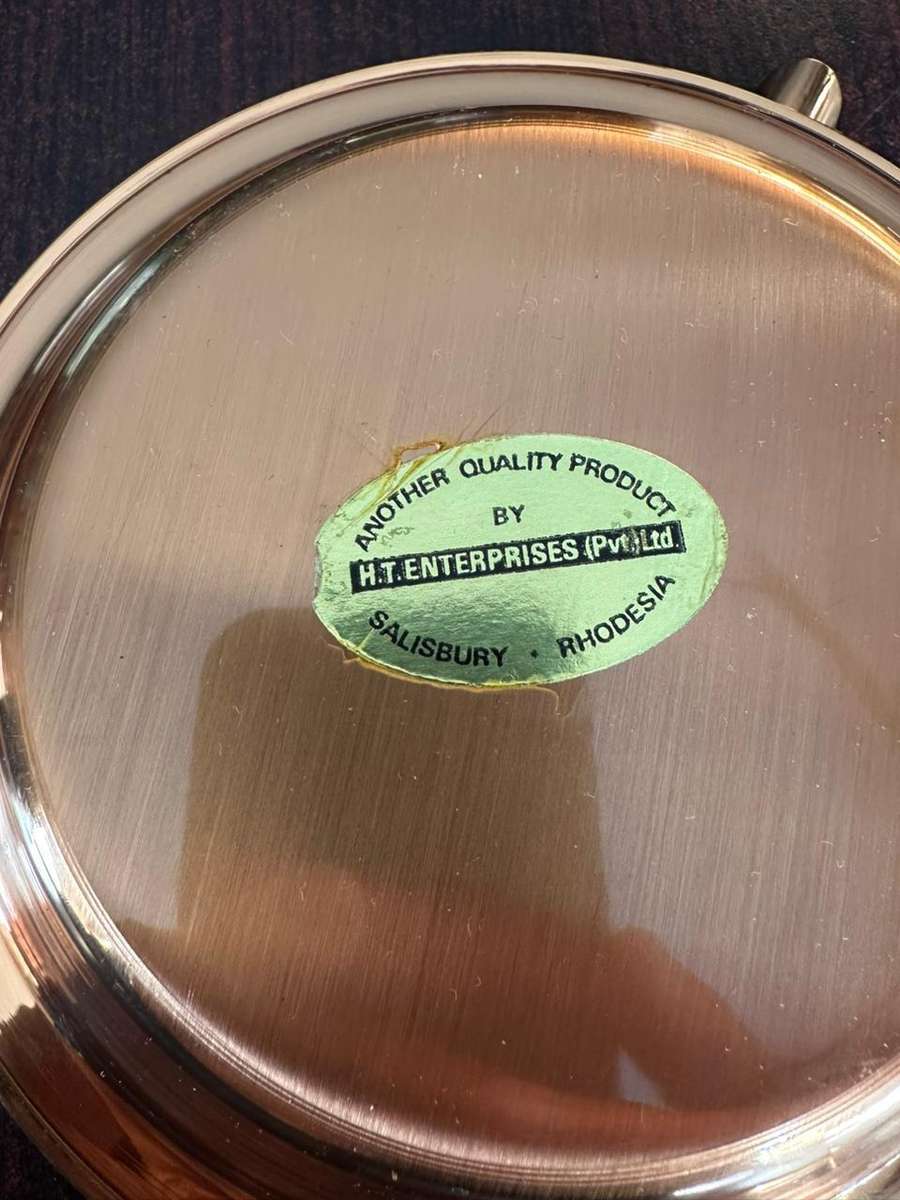 ANOTHER QUALITY PRODUCT
BY
H.T. ENTERPRISES (Pvt) Ltd.
SALISBURY · RHODESIA